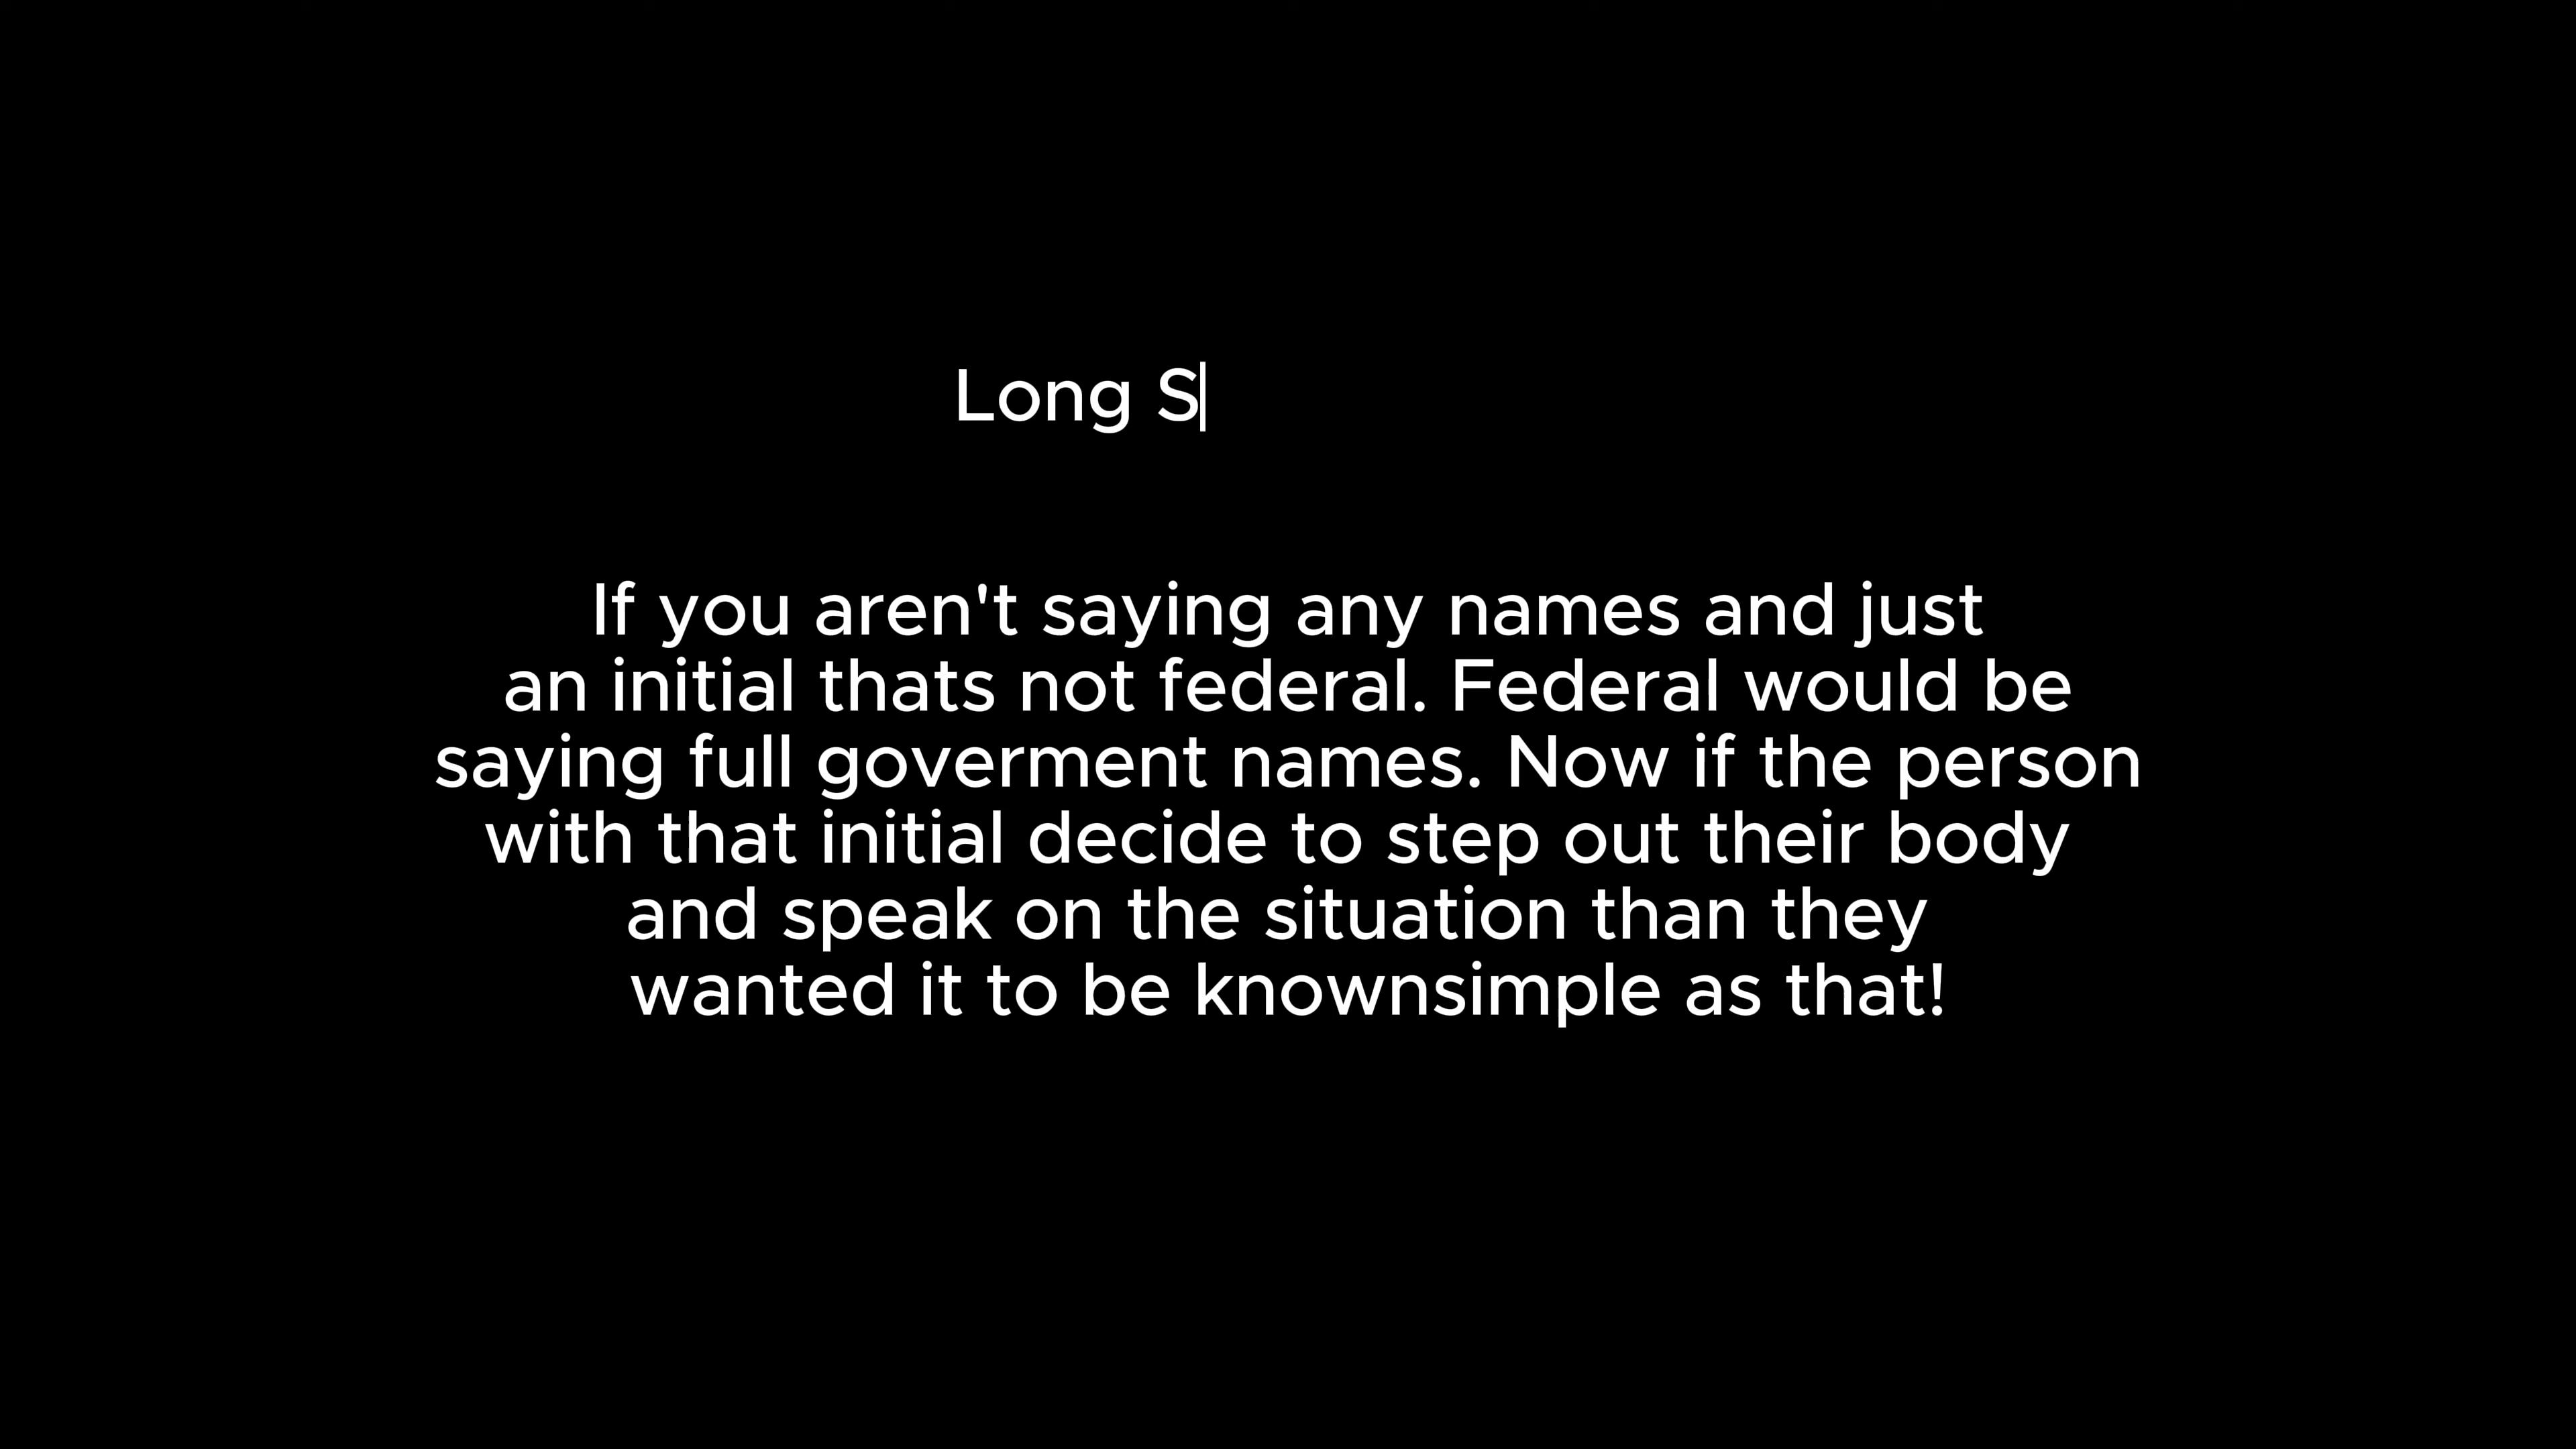 Long S
If you aren't saying any names and just
an initial thats not federal. Federal would be
saying full goverment names. Now if the person
with that initial decide to step out their body
and speak on the situation than they
wanted it to be knownsimple as that!